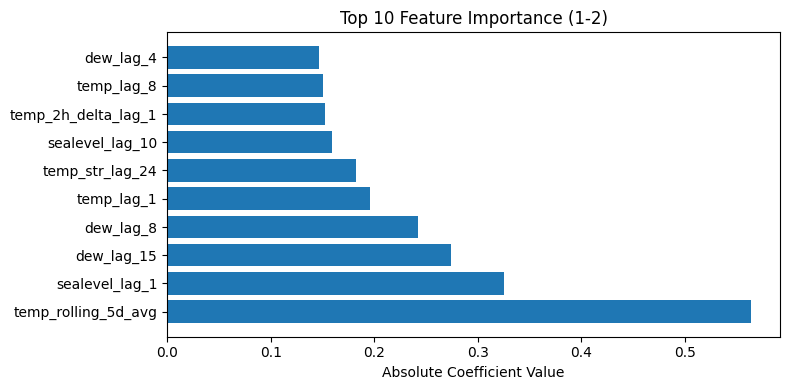 Top 10 Feature Importance (1-2)
dew_lag_4
temp_lag_8
temp_2h_delta_lag_1
sealevel_lag_10
temp_str_lag_24
temp_lag_1
dew_lag_8
dew_lag_15
sealevel_lag_1
temp_rolling_5d_avg
0.0 0.1 0.2 0.3 0.4 0.5
Absolute Coefficient Value